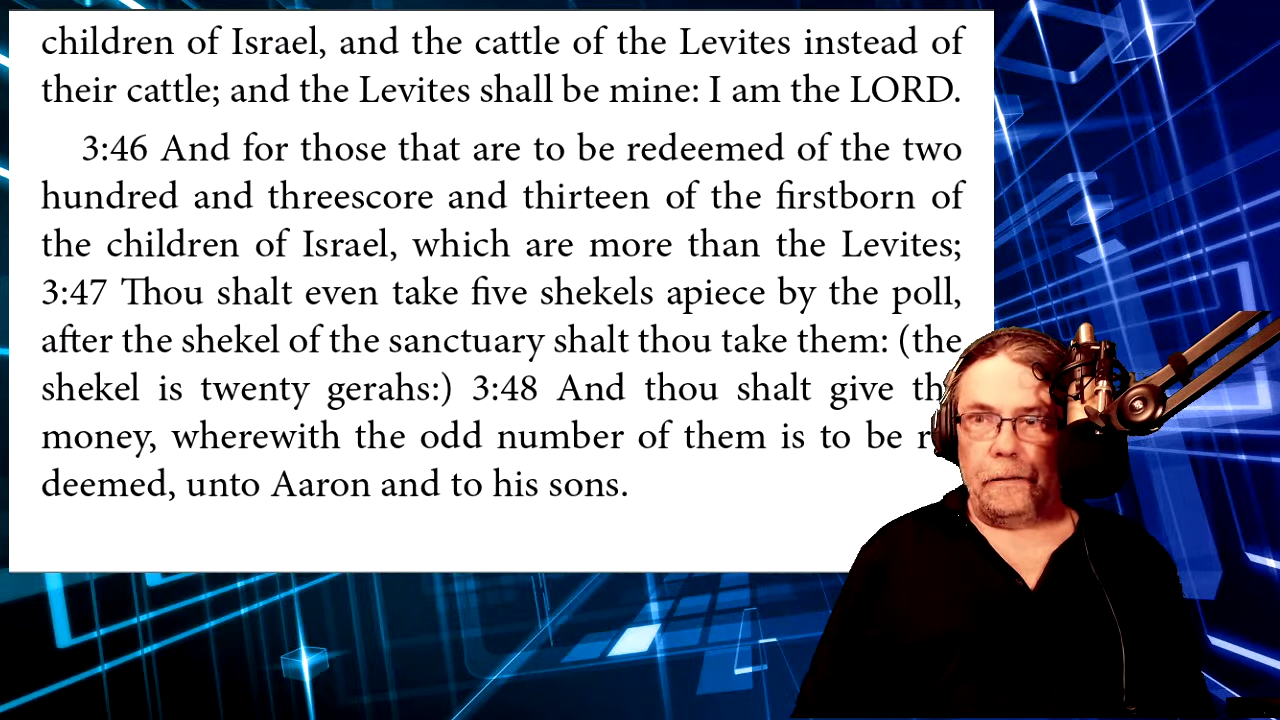 children of Israel, and the cattle of the Levites instead of
their cattle; and the Levites shall be mine: I am the LORD.
3:46 And for those that are to be redeemed of the two
hundred and threescore and thirteen of the firstborn of
the children of Israel, which are more than the Levites;
3:47 Thou shalt even take five shekels apiece by the poll,
after the shekel of the sanctuary shalt thou take them: (the
shekel is twenty gerahs:) 3:48 And thou shalt give
money, wherewith the odd number of them is to be
deemed, unto Aaron and to his sons.